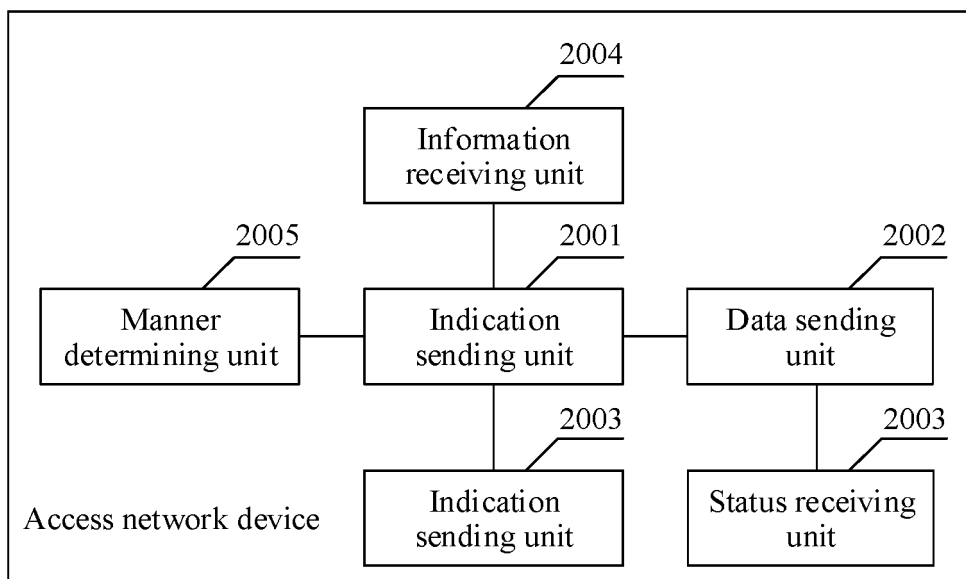 2004
Information
receiving unit
2005
2001
2002
Manner
determining unit
Indication
sending unit
Data sending
unit
2003
2003
Access network device
Indication
sending unit
Status receiving
unit